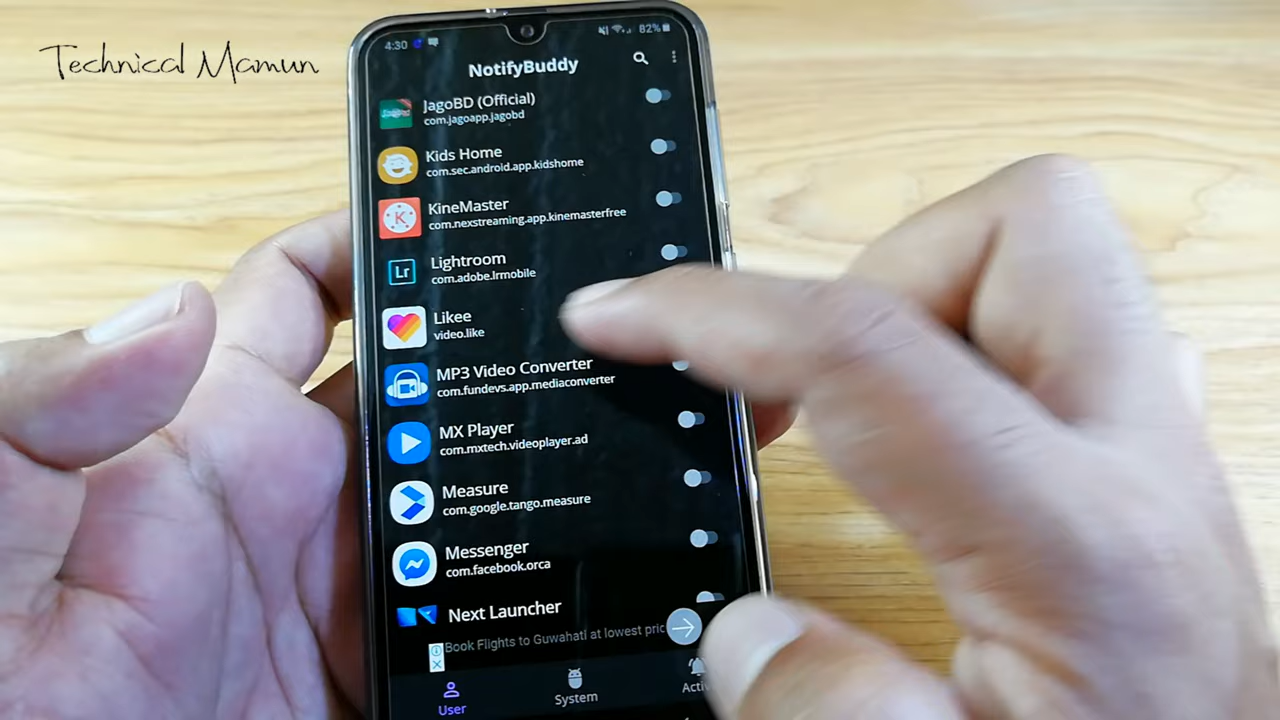 Technical Mamun
4:30
82%
NotifyBuddy
JagoBD (Official)
com.jagoapp.jagobd
Kids Home
com.sec.android.app.kidshome
KineMaster
com.nexstreaming.app.kinemasterfree
Lr
Lightroom
com.adobe.lrmobile
Likee
video.like
MP3 Video Converter
com.fundevs.app.mediaconverter
MX Player
com.mxtech.videoplayer.ad
Measure
com.google.tango.measure
Messenger
com.facebook.orca
Next Launcher
Book Flights to Guwahati at lowest pric
User
System
Activ